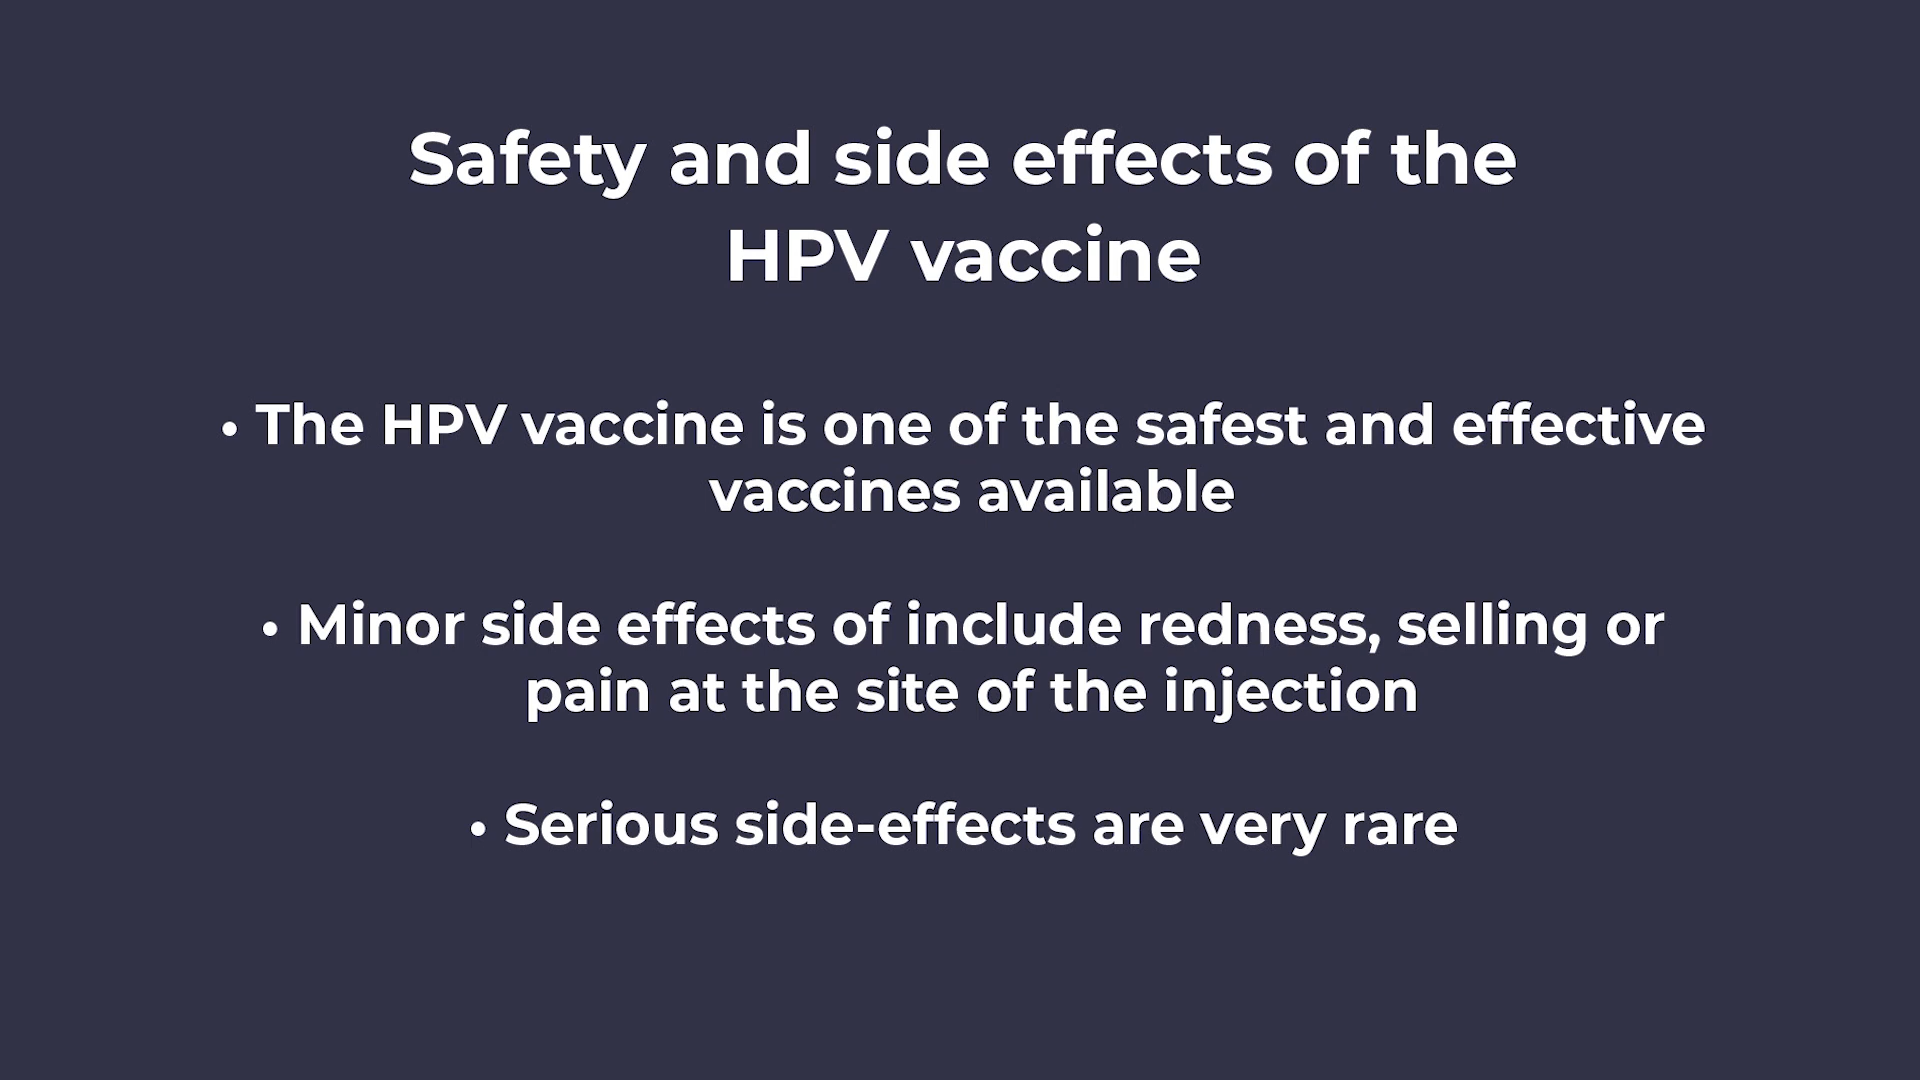 Safety and side effects of the
HPV vaccine
• The HPV vaccine is one of the safest and effective
vaccines available
• Minor side effects of include redness, selling or
pain at the site of the injection
• Serious side-effects are very rare